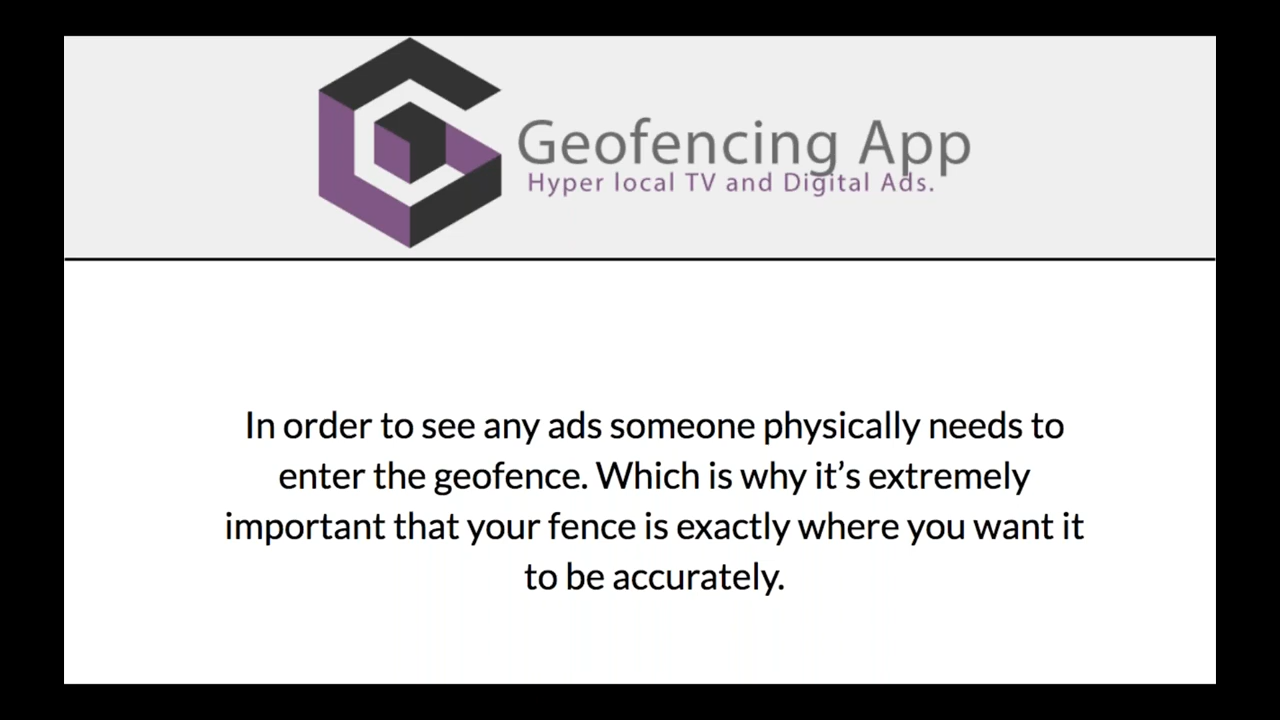 Geofencing App
Hyper local TV and Digital Ads.
In order to see any ads someone physically needs to
enter the geofence. Which is why it’s extremely
important that your fence is exactly where you want it
to be accurately.